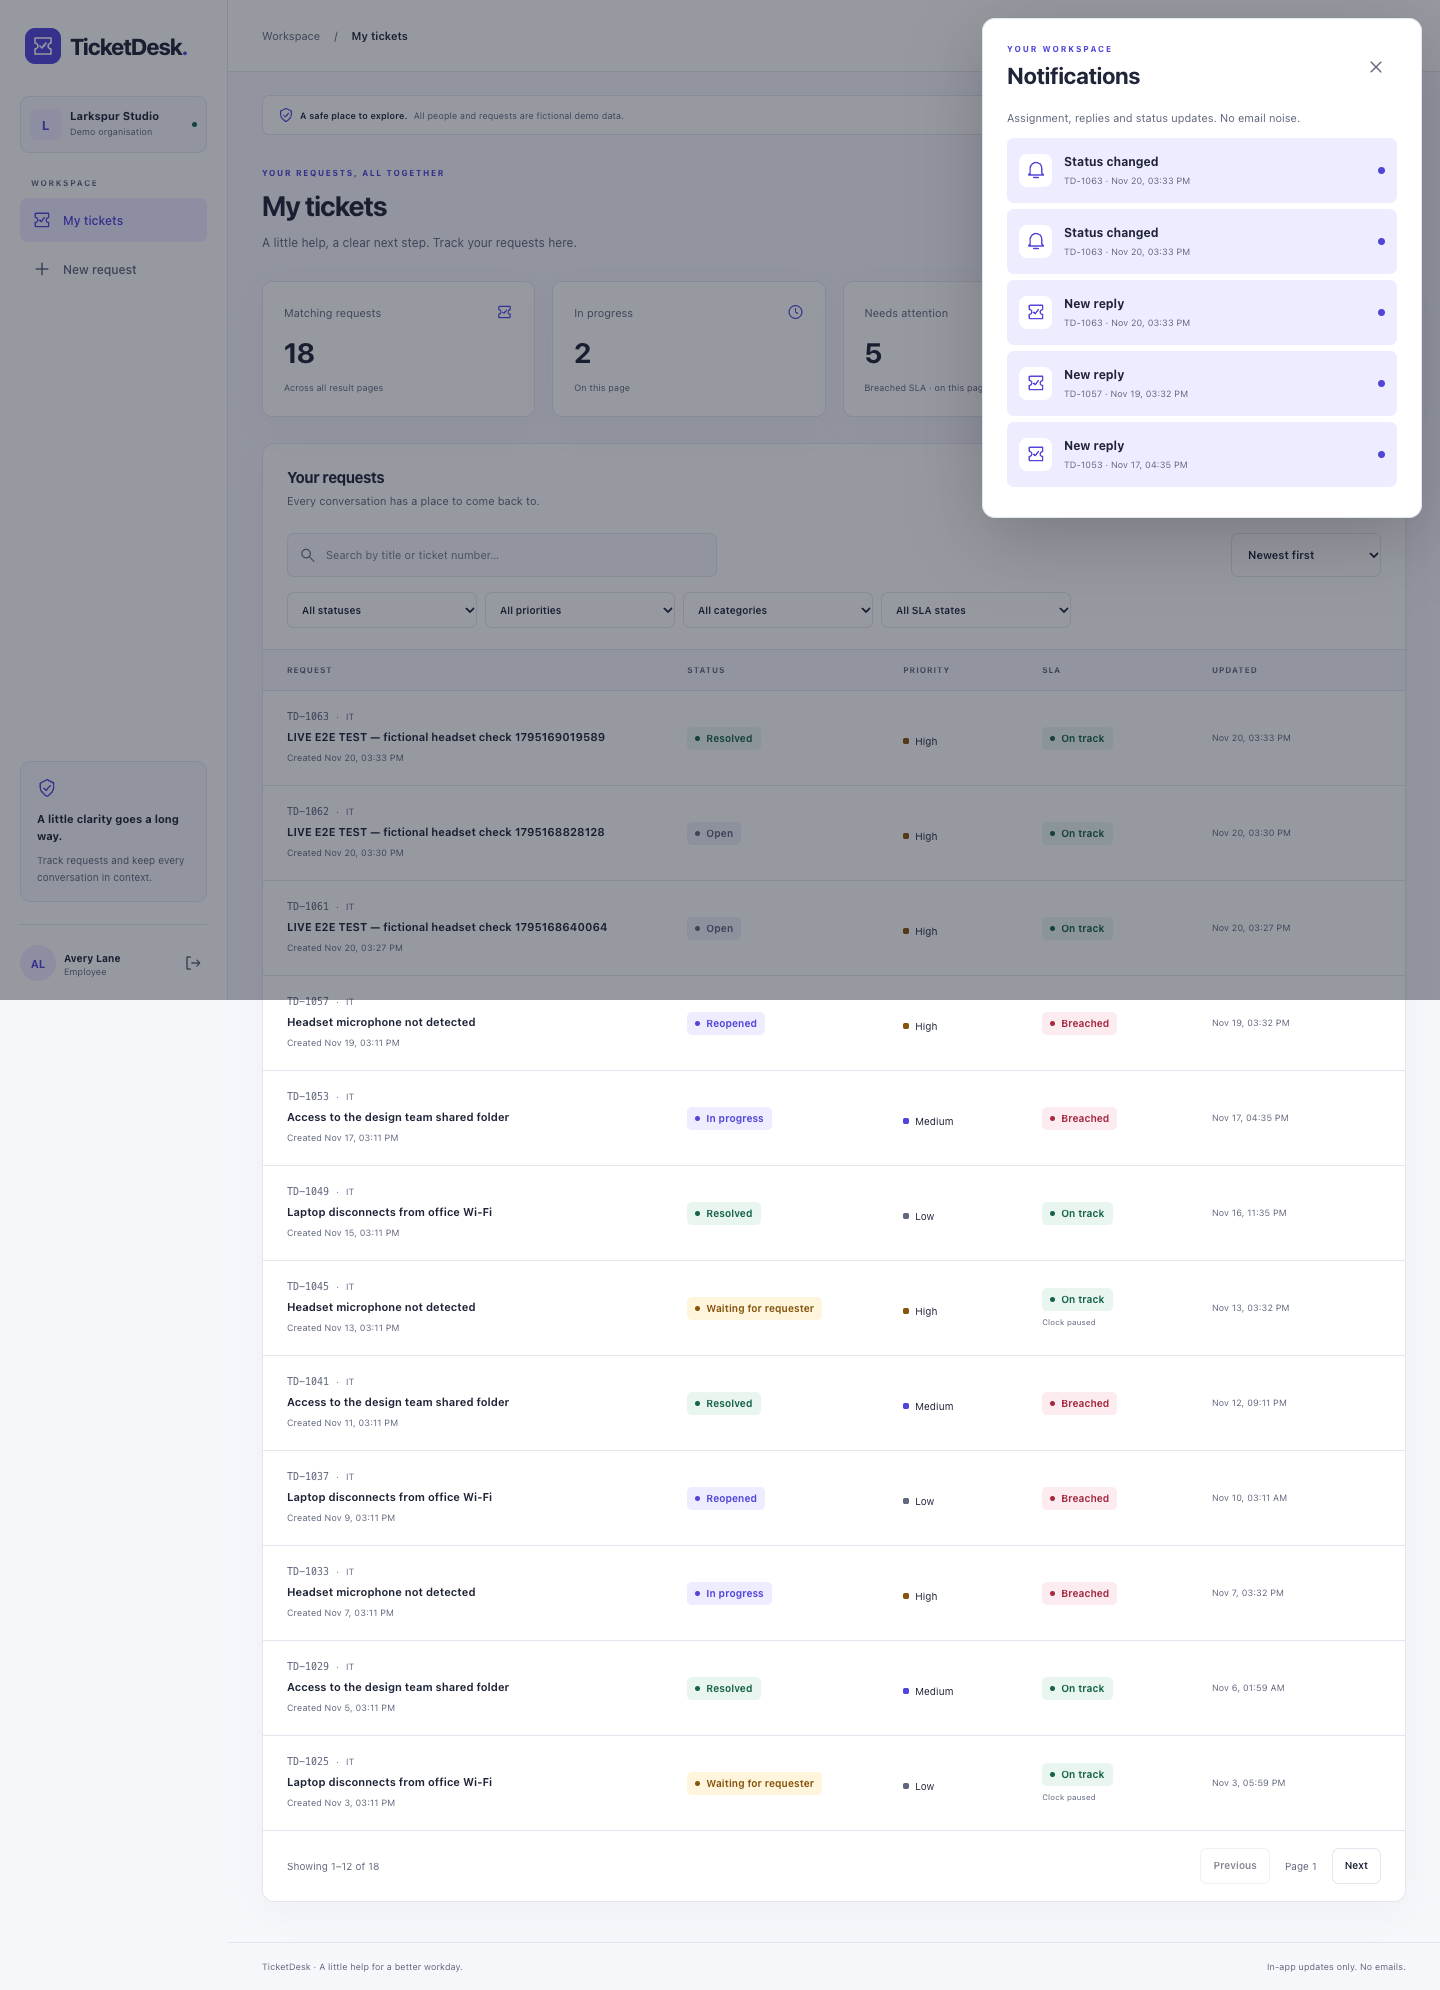 TicketDesk.
L
Larkspur Studio
Demo organisation
WORKSPACE
My tickets
New request
A little clarity goes a long
way.
Track requests and keep every
conversation in context.
AL
Avery Lane
Employee
Workspace / My tickets
A safe place to explore. All people and requests are fictional demo data.
YOUR REQUESTS, ALL TOGETHER
My tickets
A little help, a clear next step. Track your requests here.
Matching requests
18
Across all result pages
In progress
2
On this page
Needs attention
5
Breached SLA · on this pag
YOUR WORKSPACE
Notifications
Assignment, replies and status updates. No email noise.
Status changed
TD-1063 · Nov 20, 03:33 PM
Status changed
TD-1063 · Nov 20, 03:33 PM
New reply
TD-1063 · Nov 20, 03:33 PM
New reply
TD-1057 · Nov 19, 03:32 PM
New reply
TD-1053 · Nov 17, 04:35 PM
Your requests
Every conversation has a place to come back to.
Search by title or ticket number...
Newest first
All statuses All priorities All categories All SLA states
REQUEST STATUS PRIORITY SLA UPDATED
TD-1063 · IT
LIVE E2E TEST — fictional headset check 1795169019589 Resolved High On track Nov 20, 03:33 PM
Created Nov 20, 03:33 PM
TD-1062 · IT
LIVE E2E TEST — fictional headset check 1795168828128 Open High On track Nov 20, 03:30 PM
Created Nov 20, 03:30 PM
TD-1061 · IT
LIVE E2E TEST — fictional headset check 1795168640064 Open High On track Nov 20, 03:27 PM
Created Nov 20, 03:27 PM
TD-1057 · IT
Headset microphone not detected Reopened High Breached Nov 19, 03:32 PM
Created Nov 19, 03:11 PM
TD-1053 · IT
Access to the design team shared folder In progress Medium Breached Nov 17, 04:35 PM
Created Nov 17, 03:11 PM
TD-1049 · IT
Laptop disconnects from office Wi-Fi Resolved Low On track Nov 16, 11:35 PM
Created Nov 15, 03:11 PM
TD-1045 · IT
Headset microphone not detected Waiting for requester High On track Nov 13, 03:32 PM
Created Nov 13, 03:11 PM Clock paused
TD-1041 · IT
Access to the design team shared folder Resolved Medium Breached Nov 12, 09:11 PM
Created Nov 11, 03:11 PM
TD-1037 · IT
Laptop disconnects from office Wi-Fi Reopened Low Breached Nov 10, 03:11 AM
Created Nov 9, 03:11 PM
TD-1033 · IT
Headset microphone not detected In progress High Breached Nov 7, 03:32 PM
Created Nov 7, 03:11 PM
TD-1029 · IT
Access to the design team shared folder Resolved Medium On track Nov 6, 01:59 AM
Created Nov 5, 03:11 PM
TD-1025 · IT
Laptop disconnects from office Wi-Fi Waiting for requester Low On track Nov 3, 05:59 PM
Created Nov 3, 03:11 PM Clock paused
Showing 1–12 of 18 Previous Page 1 Next
TicketDesk · A little help for a better workday. In-app updates only. No emails.